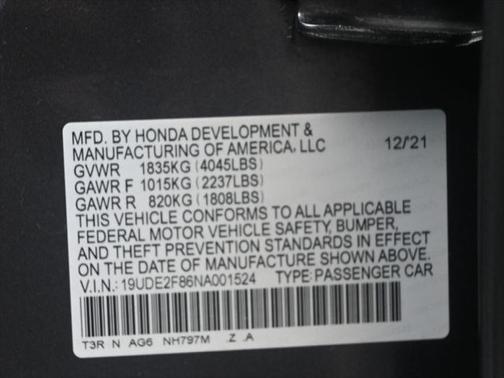 MFD. BY HONDA DEVELOPMENT &
MANUFACTURING OF AMERICA, LLC 12/21
GVWR 1835KG (4045LBS)
GAWR F 1015KG (2237LBS)
GAWR R 820KG (1808LBS)
THIS VEHICLE CONFORMS TO ALL APPLICABLE
FEDERAL MOTOR VEHICLE SAFETY, BUMPER,
AND THEFT PREVENTION STANDARDS IN EFFECT
ON THE DATE OF MANUFACTURE SHOWN ABOVE.
V.I.N.: 19UDE2F86NA001524 TYPE:PASSENGER CAR
T3R N AG6 NH797M .Z .A